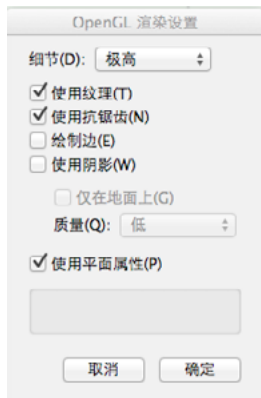 OpenGL 渲染设置
细节(D): 极高
使用纹理(T)
使用抗锯齿(N)
绘制边(E)
使用阴影(W)
仅在地面上(G)
质量(Q): 低
使用平面属性(P)
取消 确定